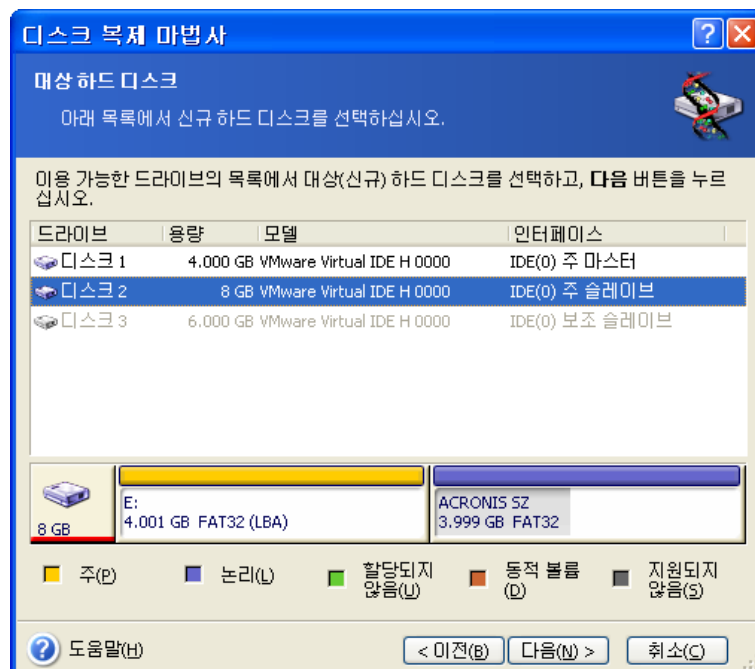 디스크 복제 마법사
대상 하드 디스크
아래 목록에서 신규 하드 디스크를 선택하십시오.
이용 가능한 드라이브의 목록에서 대상(신규) 하드 디스크를 선택하고, 다음 버튼을 누르
십시오.
드라이브 용량 모델 인터페이스
디스크 1 4.000 GB VMware Virtual IDE H 0000 IDE(0) 주 마스터
디스크 2 8 GB VMware Virtual IDE H 0000 IDE(0) 주 슬레이브
디스크 3 6.000 GB VMware Virtual IDE H 0000 IDE(0) 보조 슬레이브
8 GB
E:
4.001 GB FAT32 (LBA)
ACRONIS SZ
3.999 GB FAT32
주(P) 논리(L) 할당되지 않음(U) 동적 볼륨 (D) 지원되지 않음(S)
도움말(H) < 이전(B) 다음(N) > 취소(C)